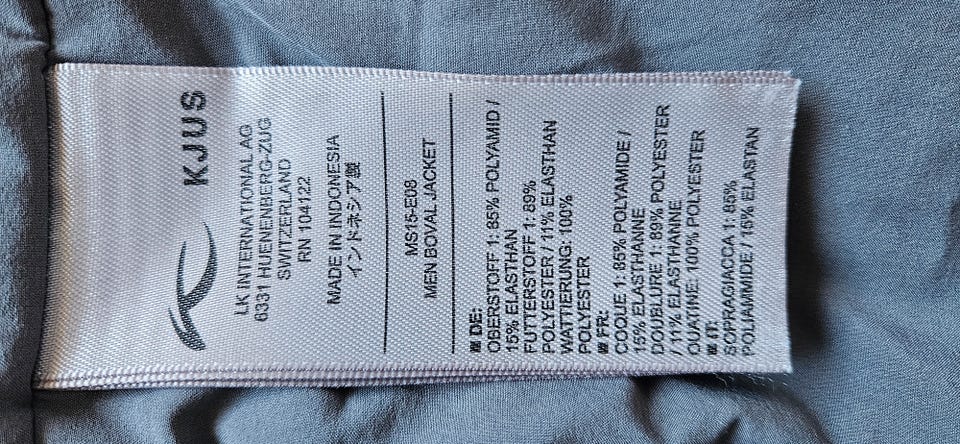 KJUS
LK INTERNATIONAL AG
6331 HUENENBERG-ZUG
SWITZERLAND
RN 104122
MADE IN INDONESIA
インドネシア製
MS15-E08
MEN BOVAL JACKET
DE:
OBERSTOFF 1: 85% POLYAMID /
15% ELASTHAN
FUTTERSTOFF 1: 89%
POLYESTER / 11% ELASTHAN
WATTIERUNG: 100%
POLYESTER
FR:
COQUE 1: 85% POLYAMIDE /
15% ELASTHANNE
DOUBLURE 1: 89% POLYESTER
/ 11% ELASTHANNE
OUATINE: 100% POLYESTER
IT:
SOPRAGIACCA 1: 85%
POLIAMMIDE / 15% ELASTAN